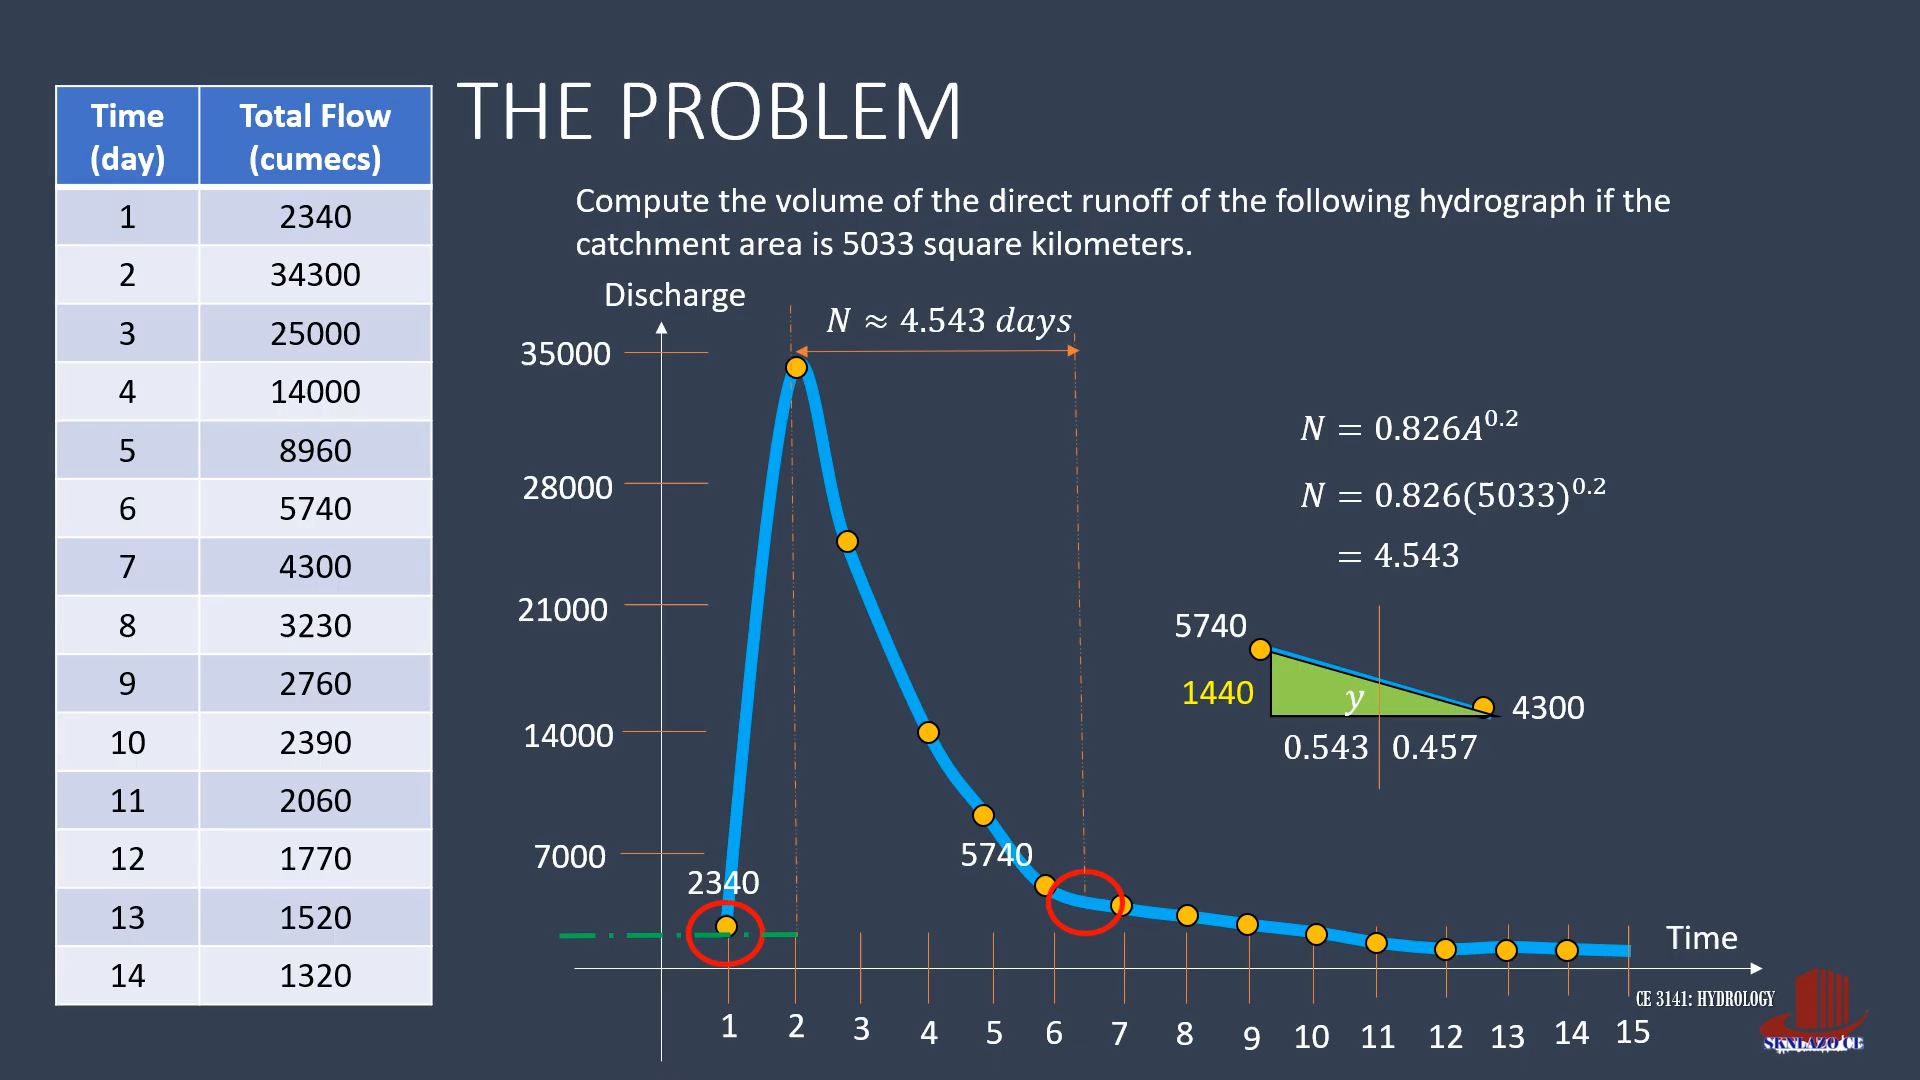 THE PROBLEM
Time (day) Total Flow (cumecs)
1 2340
2 34300
3 25000
4 14000
5 8960
6 5740
7 4300
8 3230
9 2760
10 2390
11 2060
12 1770
13 1520
14 1320
Compute the volume of the direct runoff of the following hydrograph if the
catchment area is 5033 square kilometers.
Discharge
N ≈ 4.543 days
35000
28000
21000
14000
7000
2340
5740
N = 0.826A^0.2
N = 0.826(5033)^0.2
= 4.543
5740
1440
y
4300
0.543 0.457
Time
1 2 3 4 5 6 7 8 9 10 11 12 13 14 15
CE 3141: HYDROLOGY